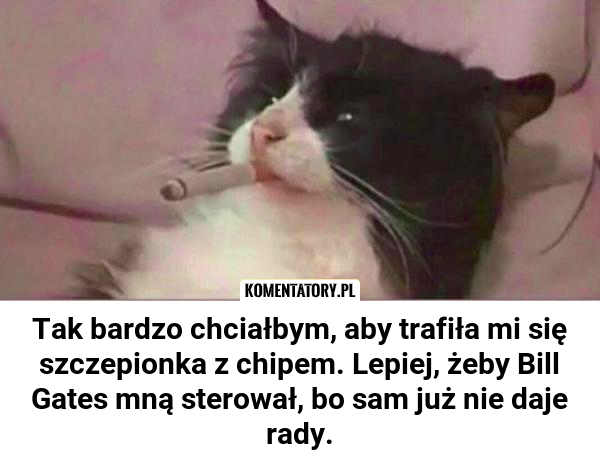 KOMENTATORY.PL
Tak bardzo chciałbym, aby trafiła mi się
szczepionka z chipem. Lepiej, żeby Bill
Gates mną sterował, bo sam już nie daje
rady.